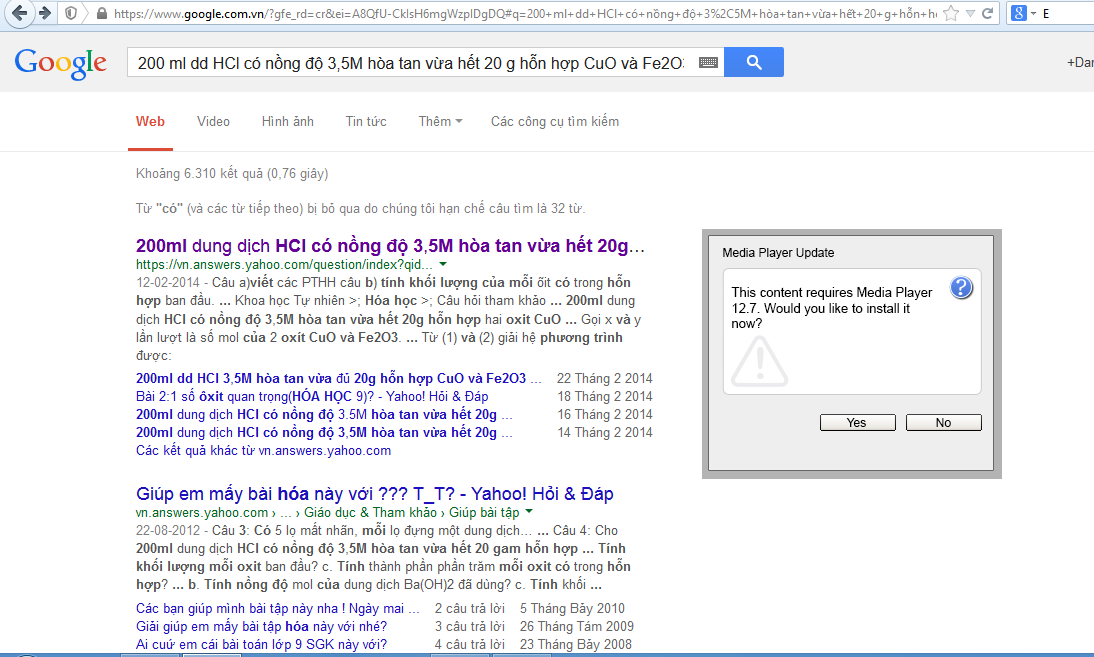 https://www.google.com.vn/?gfe_rd=cr&ei=A8QfU-CkIsH6mgWzpIDgDQ#q=200+ml+dd+HCl+có+nồng+độ+3%2C5M+hòa+tan+vừa+hết+20+g+hỗn+h
8 E
Google
200 ml dd HCl có nồng độ 3,5M hòa tan vừa hết 20 g hỗn hợp CuO và Fe2O
+Dan
Web Video Hình ảnh Tin tức Thêm Các công cụ tìm kiếm
Khoảng 6.310 kết quả (0,76 giây)
Từ "có" (và các từ tiếp theo) bị bỏ qua do chúng tôi hạn chế câu tìm là 32 từ.
200ml dung dịch HCl có nồng độ 3,5M hòa tan vừa hết 20g...
https://vn.answers.yahoo.com/question/index?qid...
12-02-2014 - Câu a)viết các PTHH câu b) tính khối lượng của mỗi õit có trong hỗn
hợp ban đầu. ... Khoa học Tự nhiên >; Hóa học >; Câu hỏi tham khảo ... 200ml dung
dịch HCl có nồng độ 3,5M hòa tan vừa hết 20g hỗn hợp hai oxit CuO ... Gọi x và y
lần lượt là số mol của 2 oxít CuO và Fe2O3. ... Từ (1) và (2) giải hệ phương trình
được:
200ml dd HCl 3,5M hòa tan vừa đủ 20g hỗn hợp CuO và Fe2O3 ... 22 Tháng 2 2014
Bài 2:1 số ôxit quan trọng(HÓA HỌC 9)? - Yahoo! Hỏi & Đáp 18 Tháng 2 2014
200ml dung dịch HCl có nồng độ 3.5M hòa tan vừa hết 20g ... 16 Tháng 2 2014
200ml dung dịch HCl có nồng độ 3,5M hòa tan vừa hết 20g ... 14 Tháng 2 2014
Các kết quả khác từ vn.answers.yahoo.com
Giúp em mấy bài hóa này với ??? T_T? - Yahoo! Hỏi & Đáp
vn.answers.yahoo.com › ... › Giáo dục & Tham khảo › Giúp bài tập
22-08-2012 - Câu 3: Có 5 lọ mất nhãn, mỗi lọ đựng một dung dịch... ... Câu 4: Cho
200ml dung dịch HCl có nồng độ 3,5M hòa tan vừa hết 20 gam hỗn hợp ... Tính
khối lượng mỗi oxit ban đầu? c. Tính thành phần phần trăm mỗi oxit có trong hỗn
hợp? ... b. Tính nồng độ mol của dung dịch Ba(OH)2 đã dùng? c. Tính khối ...
Các bạn giúp mình bài tập này nha ! Ngày mai ... 2 câu trả lời 5 Tháng Bảy 2010
Giải giúp em mấy bài tập hóa này với nhé? 3 câu trả lời 26 Tháng Tám 2009
Ai cuứ em cái bài toán lớp 9 SGK này với? 4 câu trả lời 23 Tháng Bảy 2008
Media Player Update
This content requires Media Player
12.7. Would you like to install it
now?
Yes No